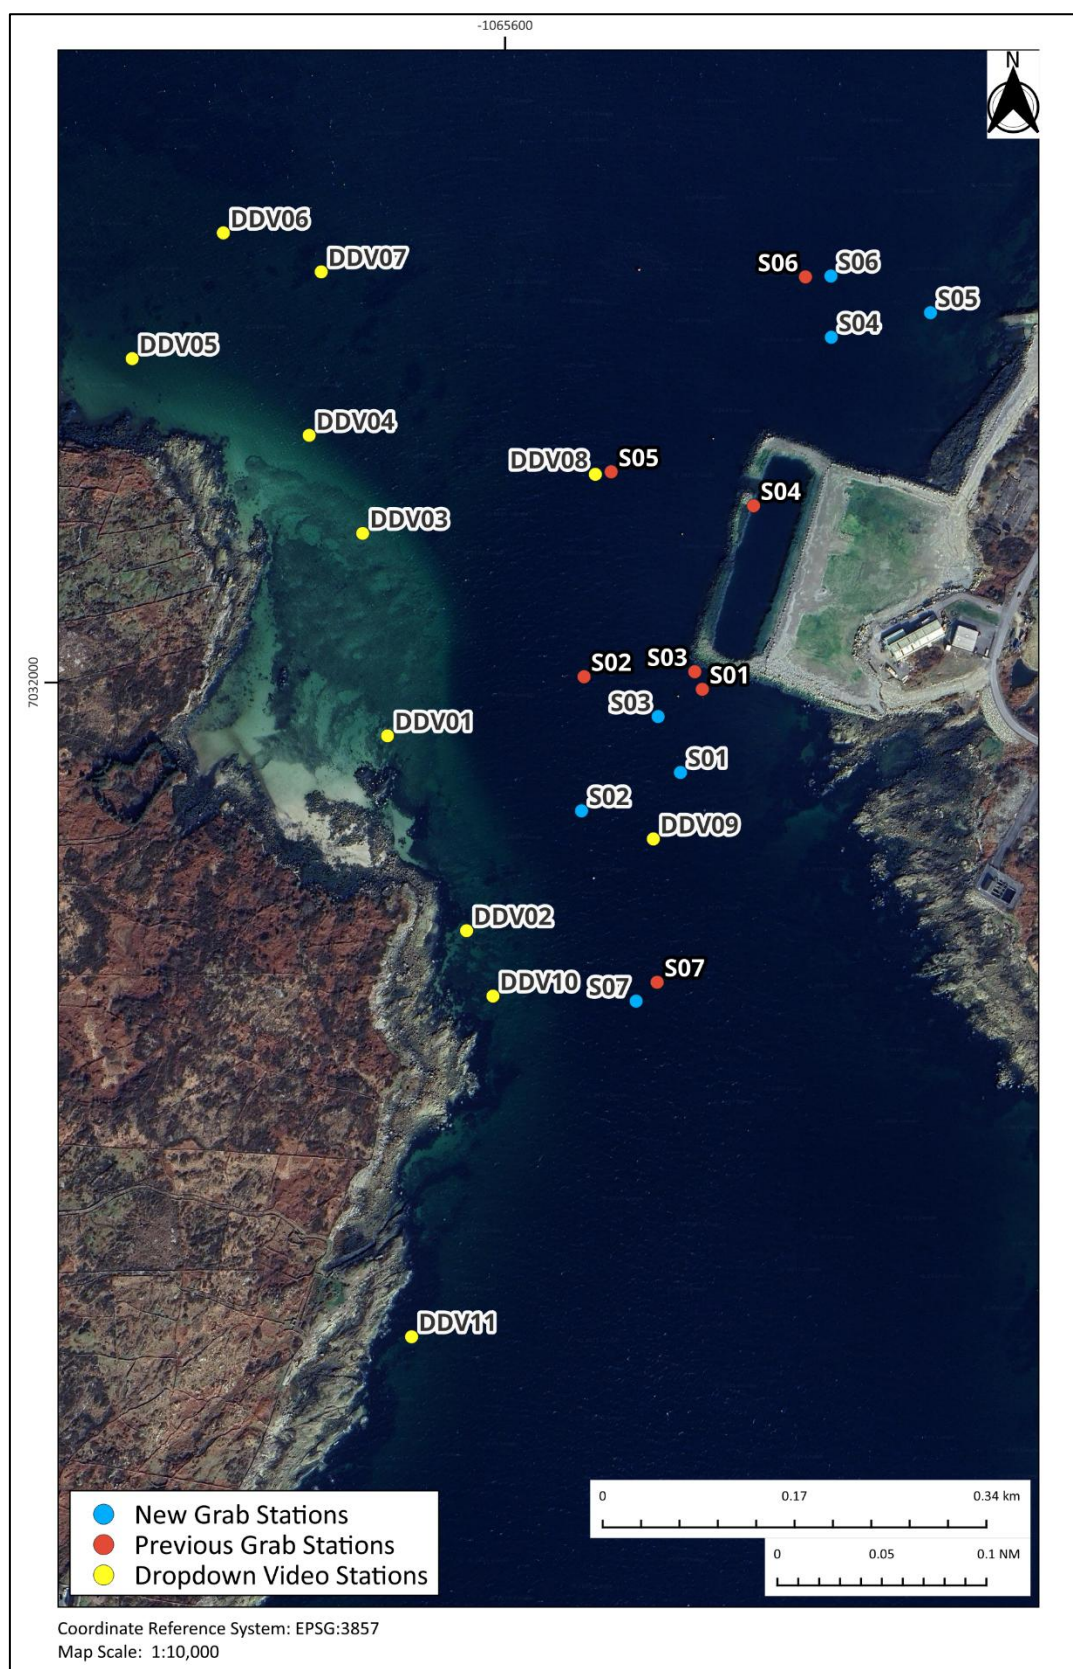 -1065600
N
DDV06
DDV07
S06
S06
S05
S04
DDV05
DDV04
DDV08
S05
S04
DDV03
7032000
S02
S03
S01
S03
DDV01
S01
S02
DDV09
DDV02
DDV10
S07
S07
DDV11
New Grab Stations
Previous Grab Stations
Dropdown Video Stations
0 0.17 0.34 km
0 0.05 0.1 NM
Coordinate Reference System: EPSG:3857
Map Scale: 1:10,000